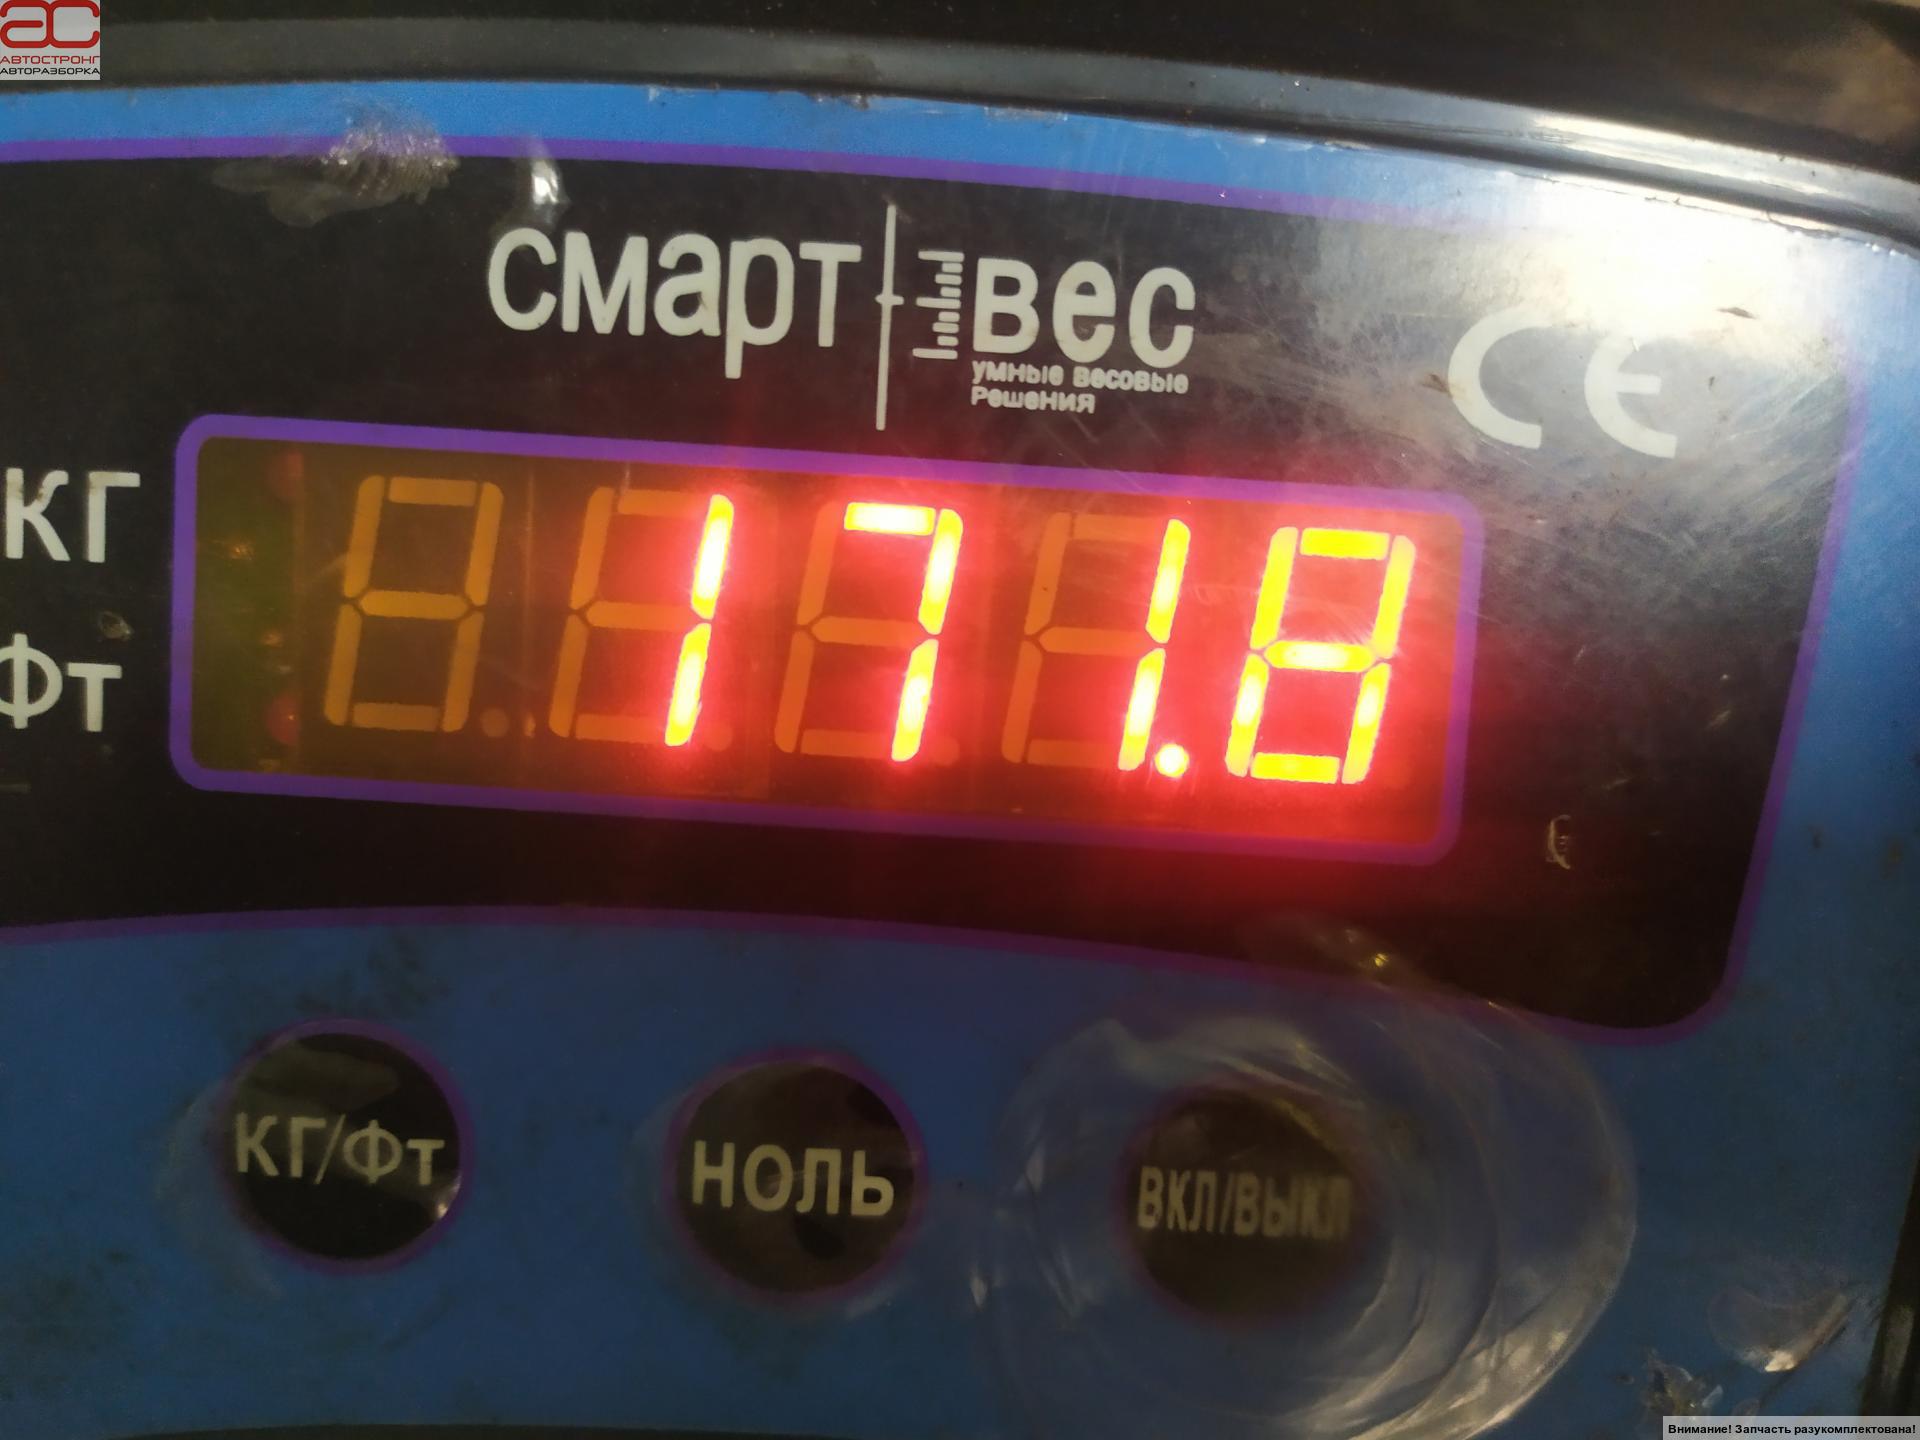 АС
АВТОСТРОНГ
АВТОРАЗБОРКА
смарт вес
умные весовые
решения
CE
кг
фт
171.8
кг/фт
ноль
вкл/выкл
Внимание! Запчасть разукомплектована!